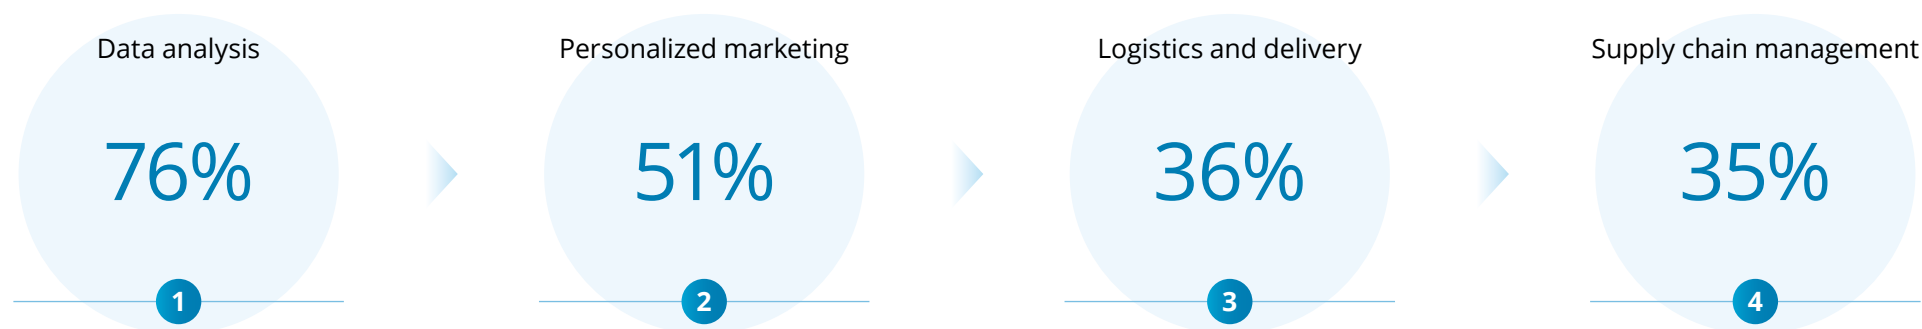 Data analysis
76%
1
Personalized marketing
51%
2
Logistics and delivery
36%
3
Supply chain management
35%
4